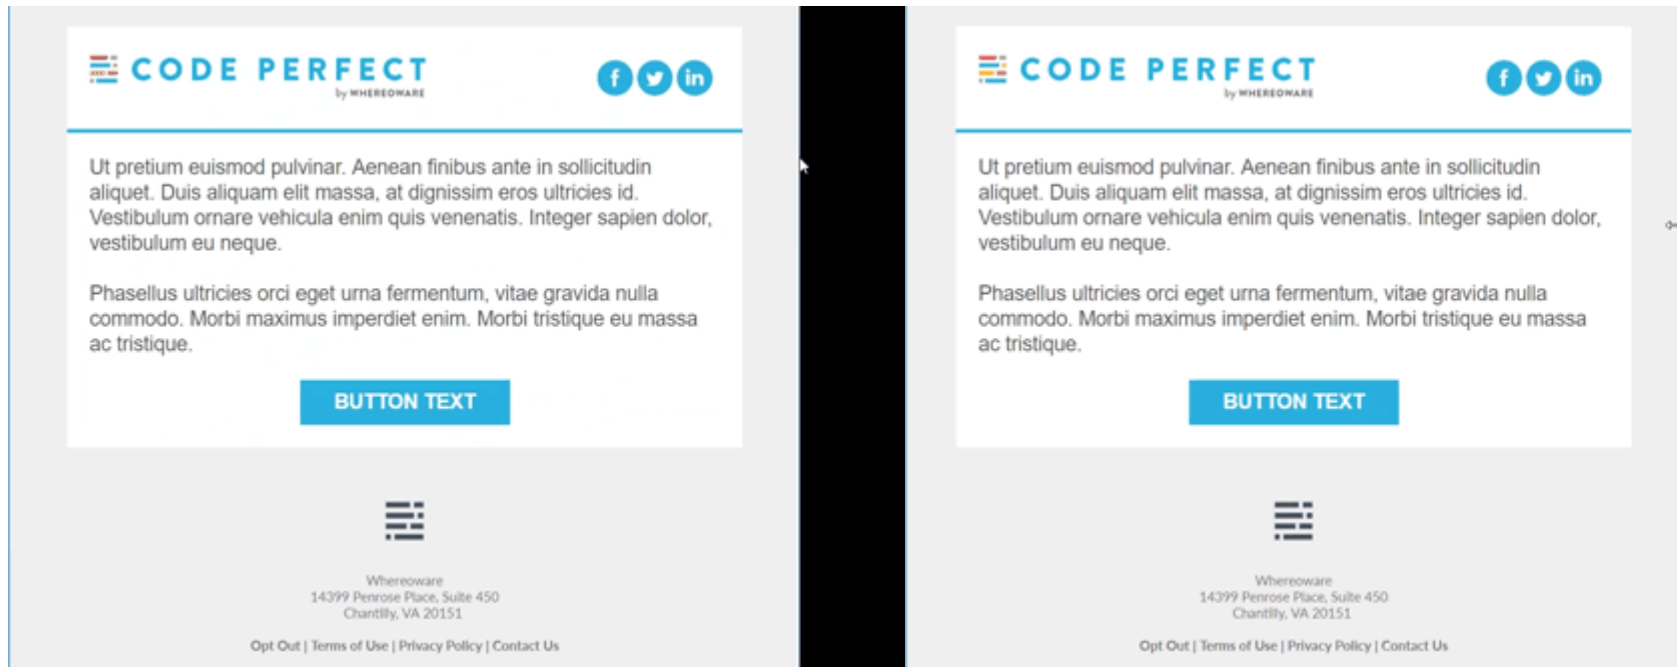 CODE PERFECT
by WHEREOWARE
f in
Ut pretium euismod pulvinar. Aenean finibus ante in sollicitudin
aliquet. Duis aliquam elit massa, at dignissim eros ultricies id.
Vestibulum ornare vehicula enim quis venenatis. Integer sapien dolor,
vestibulum eu neque.
Phasellus ultricies orci eget urna fermentum, vitae gravida nulla
commodo. Morbi maximus imperdiet enim. Morbi tristique eu massa
ac tristique.
BUTTON TEXT
Whereoware
14399 Penrose Place, Suite 450
Chantilly, VA 20151
Opt Out | Terms of Use | Privacy Policy | Contact Us
CODE PERFECT
by WHEREOWARE
f in
Ut pretium euismod pulvinar. Aenean finibus ante in sollicitudin
aliquet. Duis aliquam elit massa, at dignissim eros ultricies id.
Vestibulum ornare vehicula enim quis venenatis. Integer sapien dolor,
vestibulum eu neque.
Phasellus ultricies orci eget urna fermentum, vitae gravida nulla
commodo. Morbi maximus imperdiet enim. Morbi tristique eu massa
ac tristique.
BUTTON TEXT
Whereoware
14399 Penrose Place, Suite 450
Chantilly, VA 20151
Opt Out | Terms of Use | Privacy Policy | Contact Us